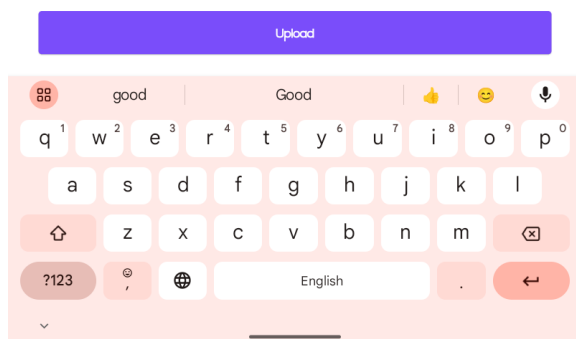 Upload
good Good 👍 😊
q 1 w 2 e 3 r 4 t 5 y 6 u 7 i 8 o 9 p 0
a s d f g h j k l
z x c v b n m
?123 , English .